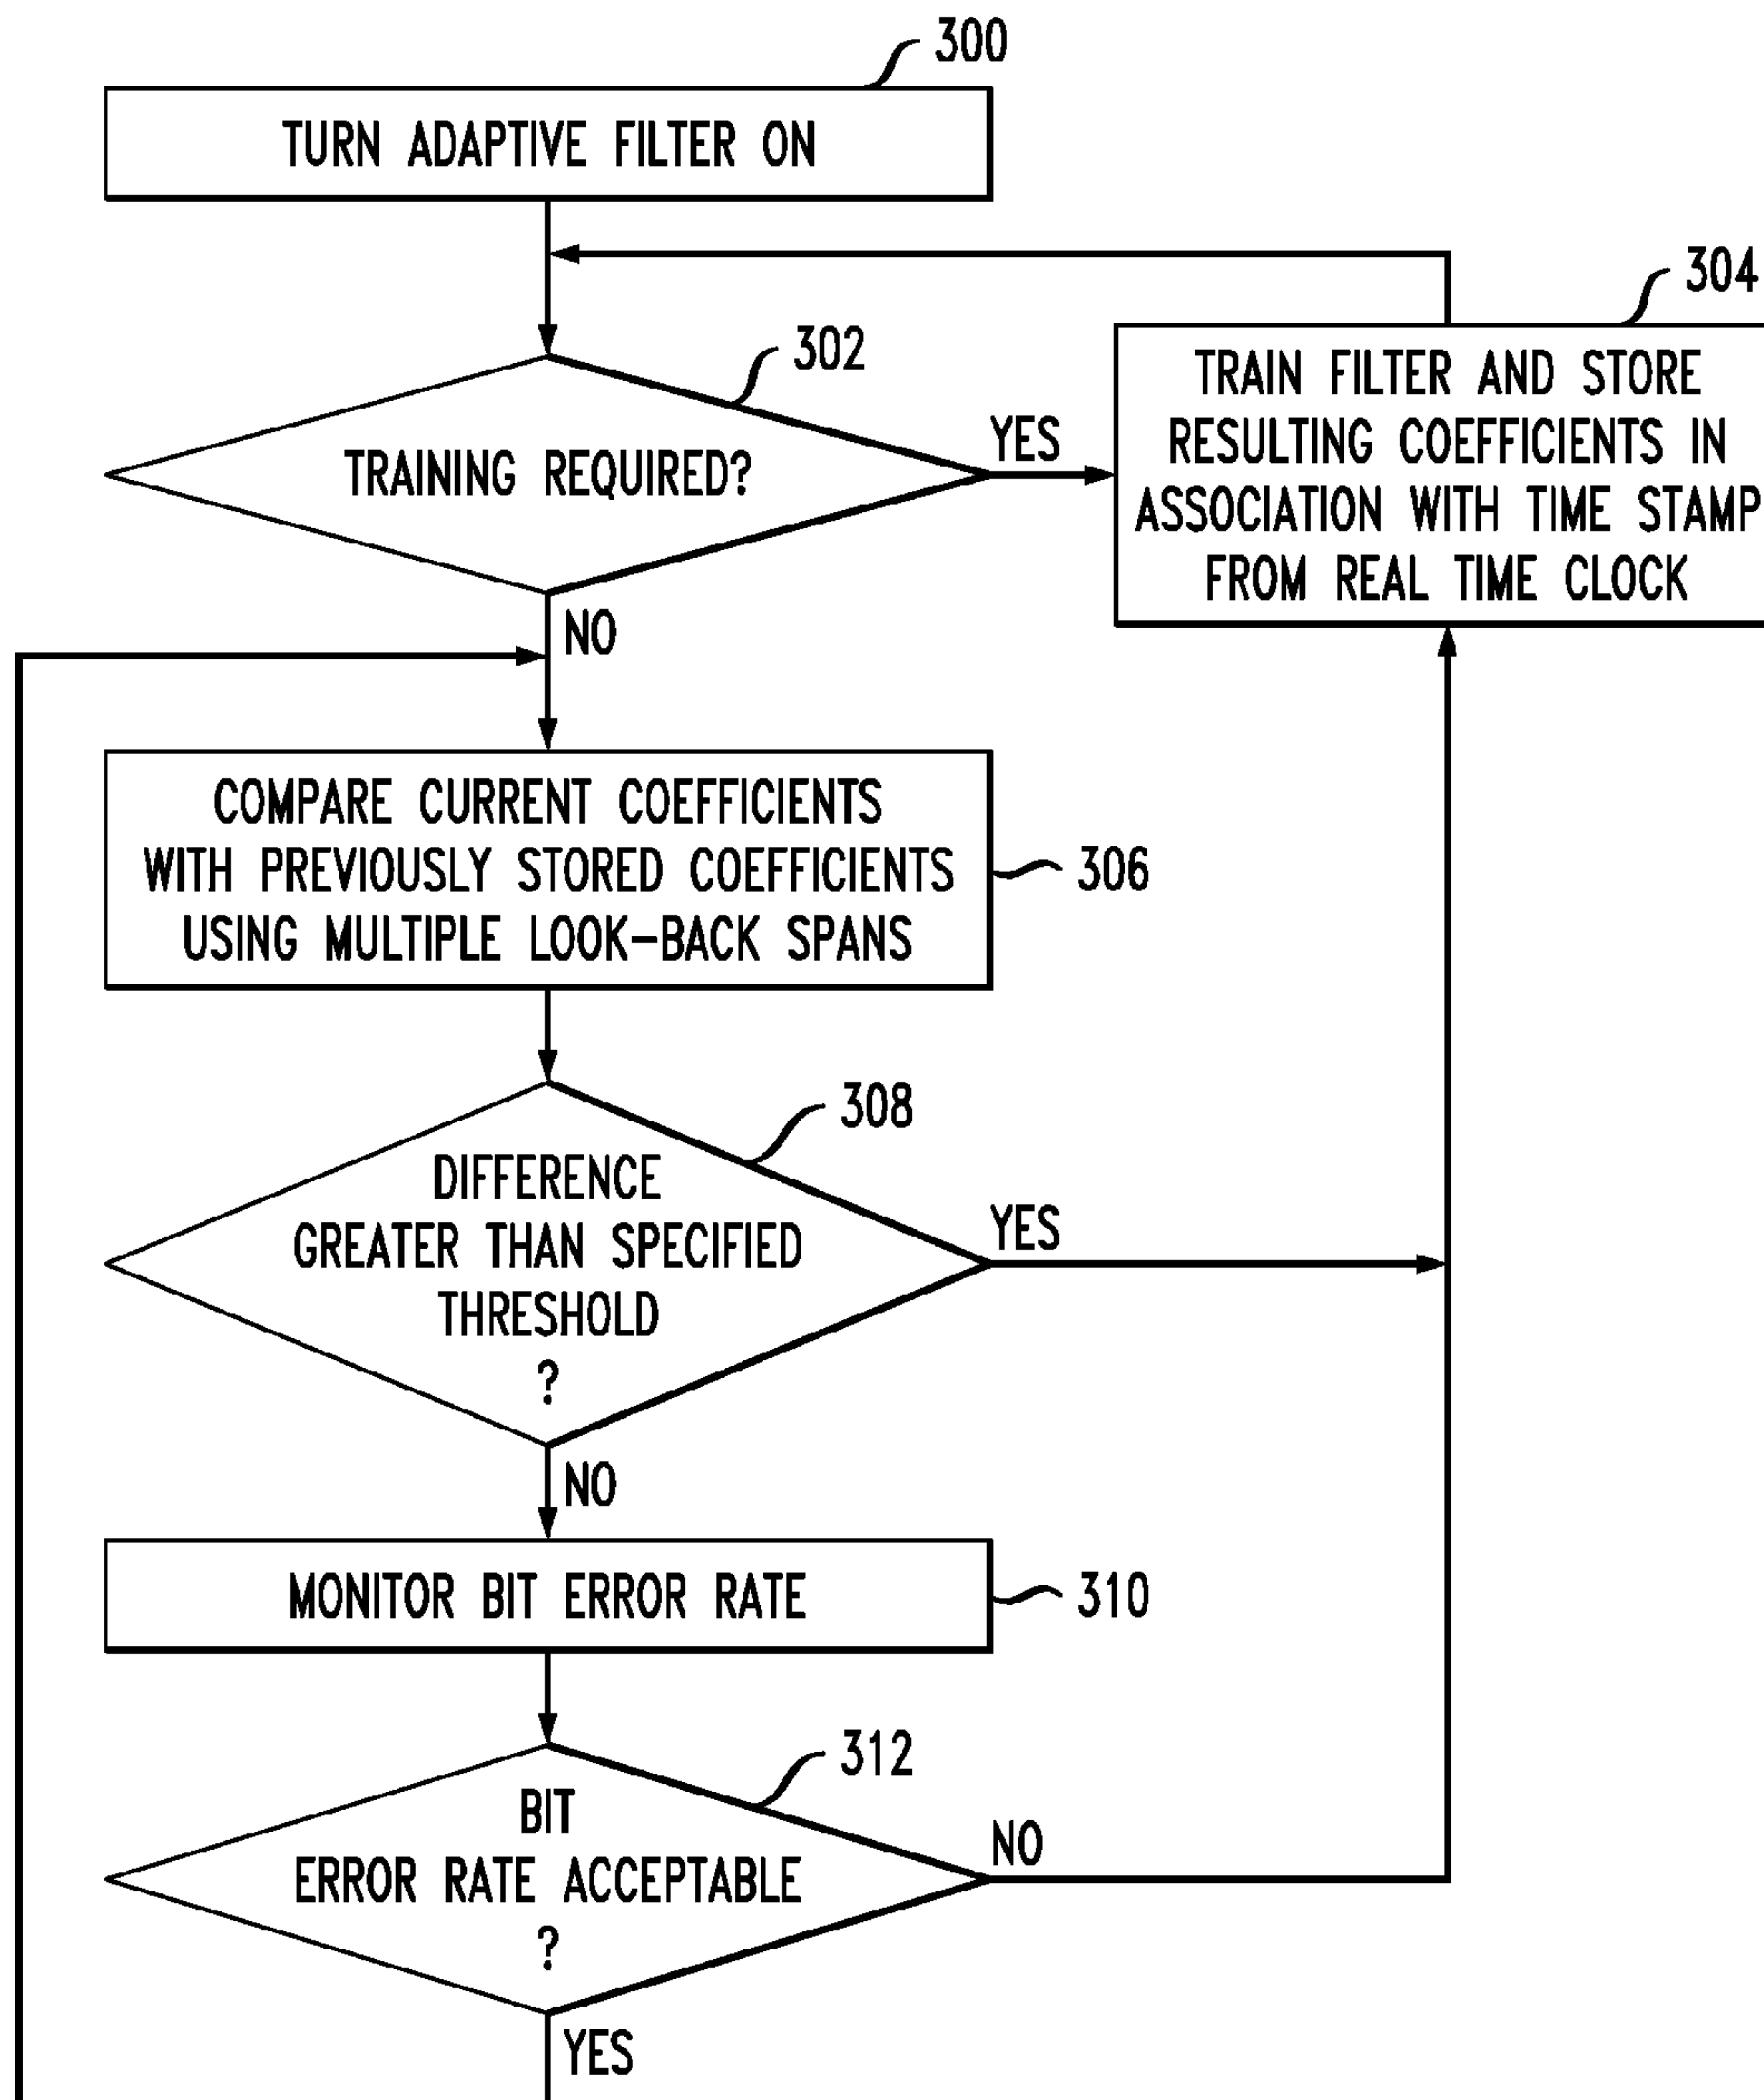 300
TURN ADAPTIVE FILTER ON
304
302
TRAINING REQUIRED?
YES
TRAIN FILTER AND STORE
RESULTING COEFFICIENTS IN
ASSOCIATION WITH TIME STAMP
FROM REAL TIME CLOCK
NO
COMPARE CURRENT COEFFICIENTS
WITH PREVIOUSLY STORED COEFFICIENTS
USING MULTIPLE LOOK-BACK SPANS
306
308
DIFFERENCE
GREATER THAN SPECIFIED
THRESHOLD
?
YES
NO
MONITOR BIT ERROR RATE
310
312
BIT
ERROR RATE ACCEPTABLE
?
NO
YES